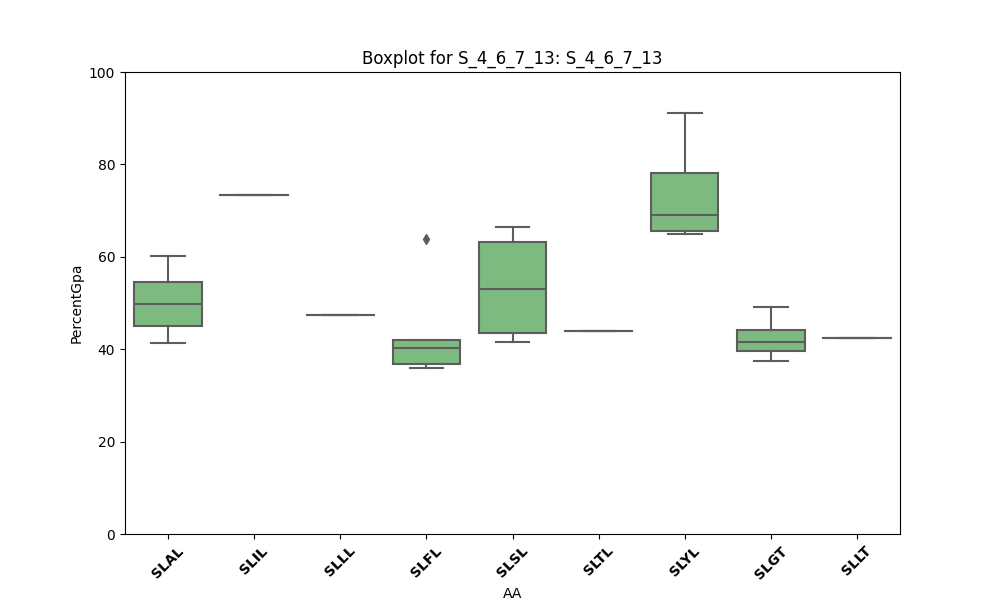 Boxplot for S_4_6_7_13: S_4_6_7_13
100
80
60
40
20
0
PercentGpa
SLAL
SLIL
SLLL
SLFL
SLSL
SLTL
SLYL
SLGT
SLLT
AA